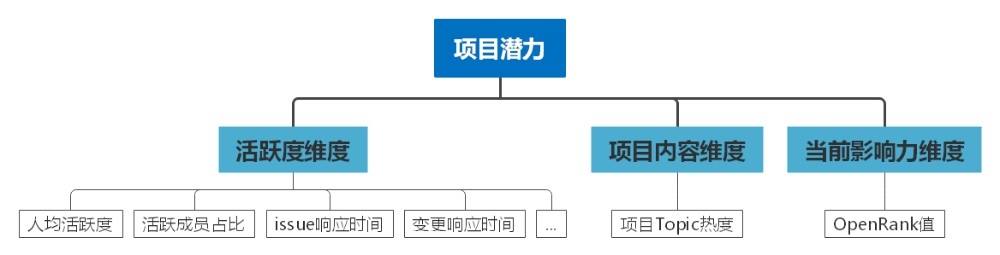 项目潜力
活跃度维度
项目内容维度
当前影响力维度
人均活跃度
活跃成员占比
issue响应时间
变更响应时间
...
项目Topic热度
OpenRank值